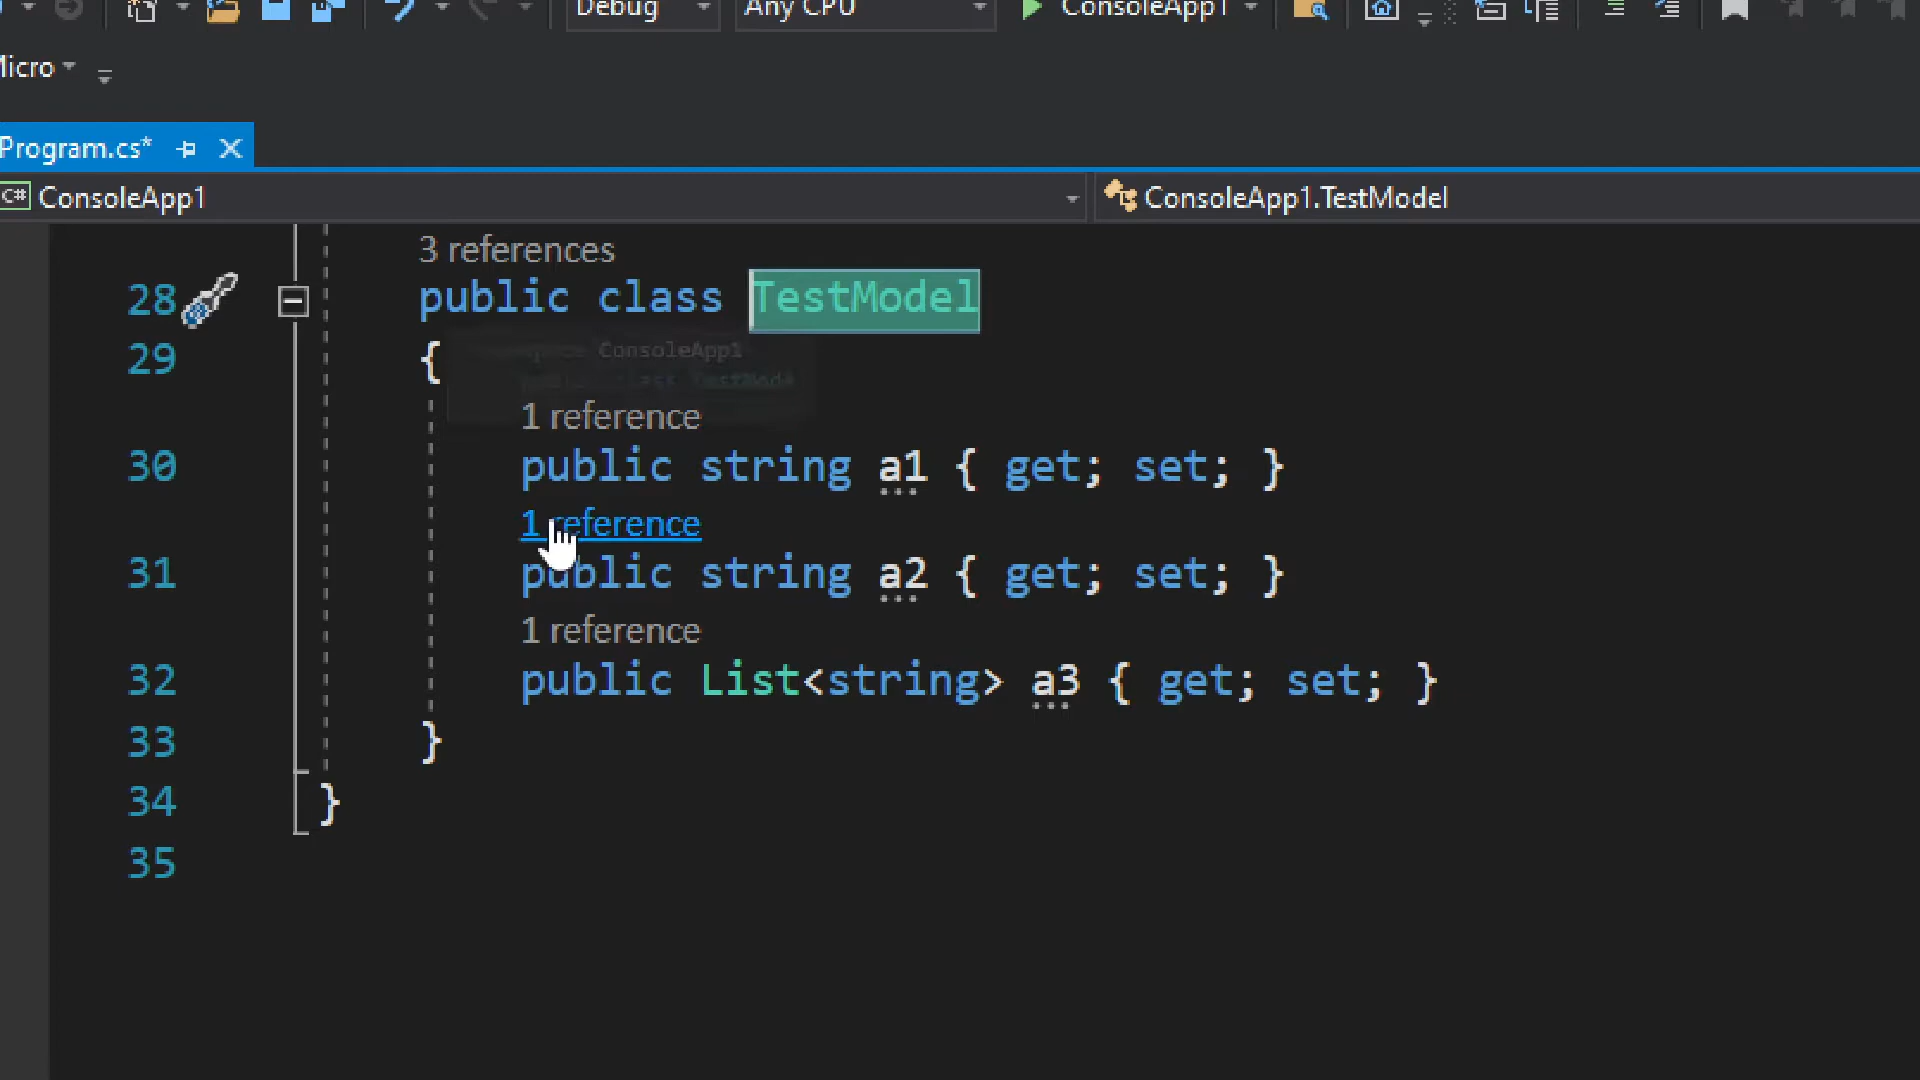 Debug Any CPU ConsoleApp1
Micro
Program.cs*
C# ConsoleApp1 ConsoleApp1.TestModel
3 references
28 public class TestModel
29 {
ConsoleApp1
1 reference
30 public string a1 { get; set; }
1 reference
31 public string a2 { get; set; }
1 reference
32 public List<string> a3 { get; set; }
33 }
34 }
35